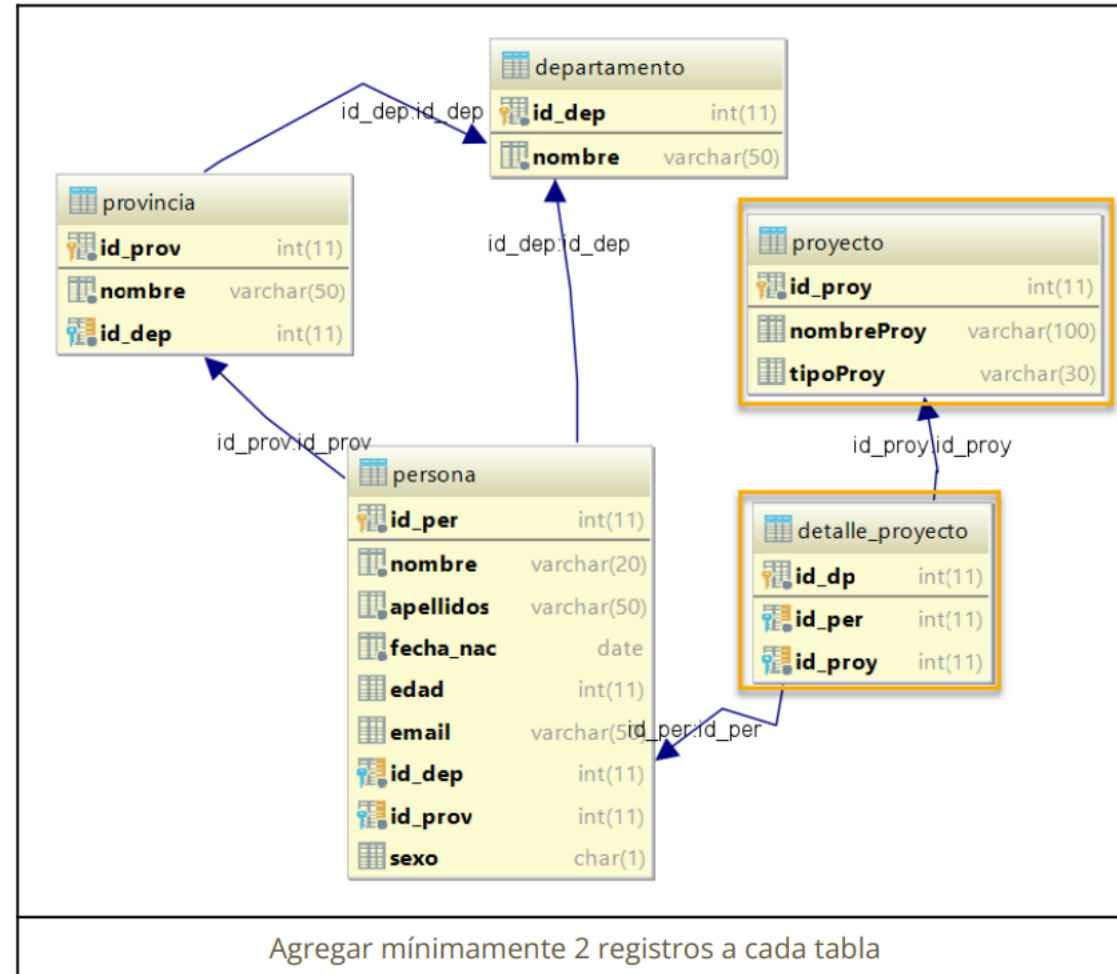 departamento
id_dep int(11)
nombre varchar(50)
id_dep:id_dep
provincia
id_prov int(11)
nombre varchar(50)
id_dep int(11)
id_dep:id_dep
proyecto
id_proy int(11)
nombreProy varchar(100)
tipoProy varchar(30)
id_prov:id_prov
id_proy:id_proy
persona
id_per int(11)
nombre varchar(20)
apellidos varchar(50)
fecha_nac date
edad int(11)
email varchar(50)
id_dep int(11)
id_prov int(11)
sexo char(1)
detalle_proyecto
id_dp int(11)
id_per int(11)
id_proy int(11)
id_per:id_per
Agregar mínimamente 2 registros a cada tabla